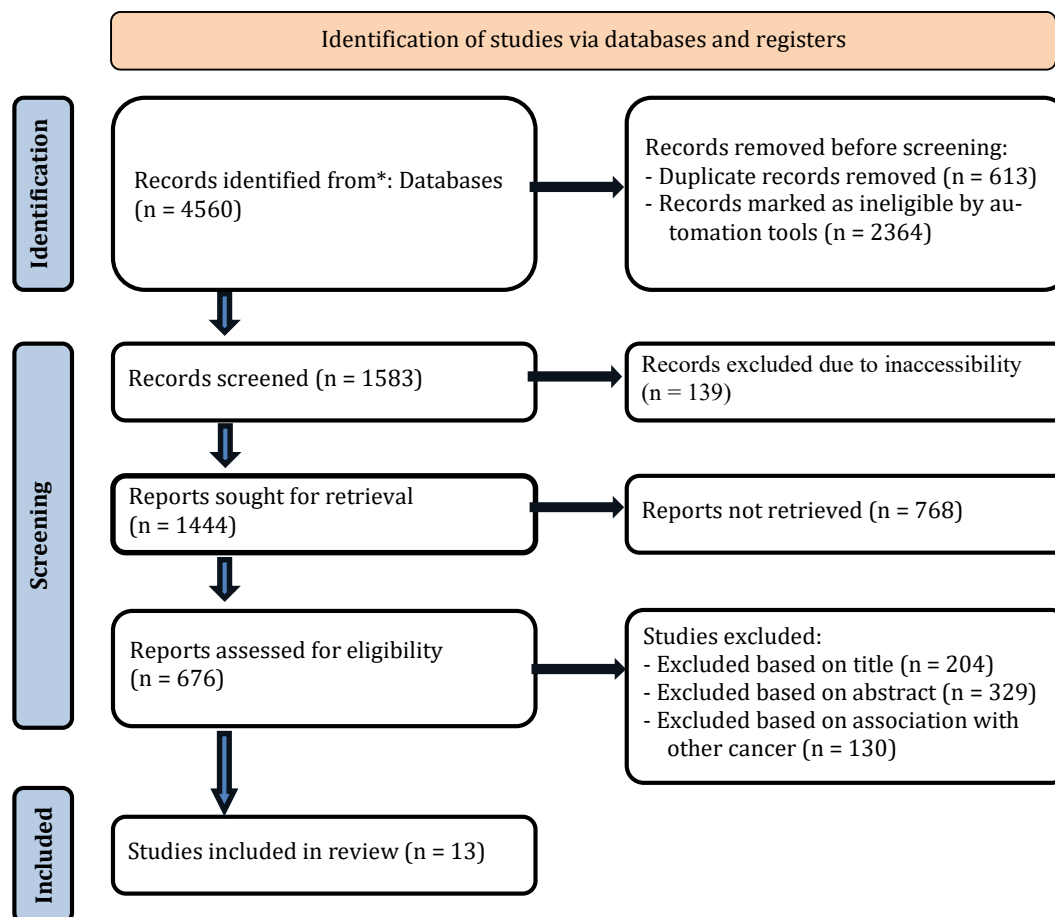 Identification of studies via databases and registers
Identification
Records identified from*: Databases
(n = 4560)
Records removed before screening:
- Duplicate records removed (n = 613)
- Records marked as ineligible by au-
tomation tools (n = 2364)
Screening
Records screened (n = 1583)
Records excluded due to inaccessibility
(n = 139)
Reports sought for retrieval
(n = 1444)
Reports not retrieved (n = 768)
Reports assessed for eligibility
(n = 676)
Studies excluded:
- Excluded based on title (n = 204)
- Excluded based on abstract (n = 329)
- Excluded based on association with
other cancer (n = 130)
Included
Studies included in review (n = 13)